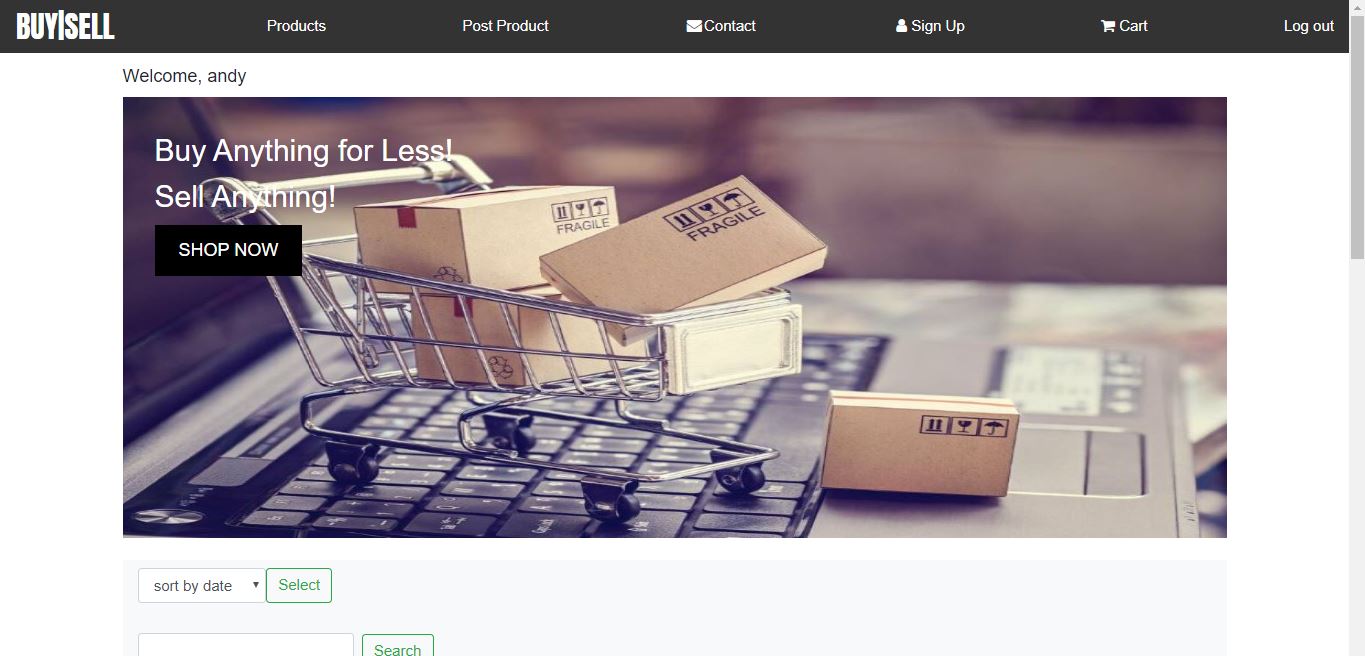 BUY|SELL Products Post Product Contact Sign Up Cart Log out
Welcome, andy
Buy Anything for Less!
Sell Anything!
SHOP NOW
FRAGILE
FRAGILE
sort by date Select
Search